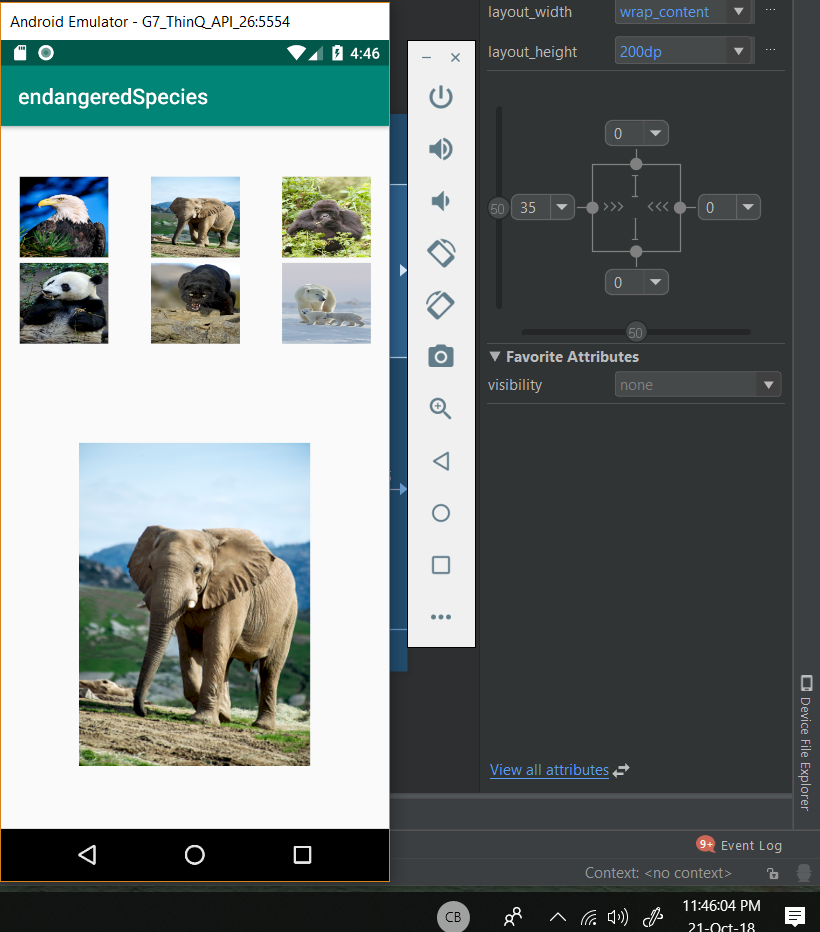 Android Emulator - G7_ThinQ_API_26:5554
4:46
endangeredSpecies
layout_width
wrap_content
layout_height
200dp
0
50
35
0
0
50
Favorite Attributes
visibility
none
View all attributes
Device File Explorer
9+ Event Log
Context: <no context>
CB
11:46:04 PM
21-Oct-18